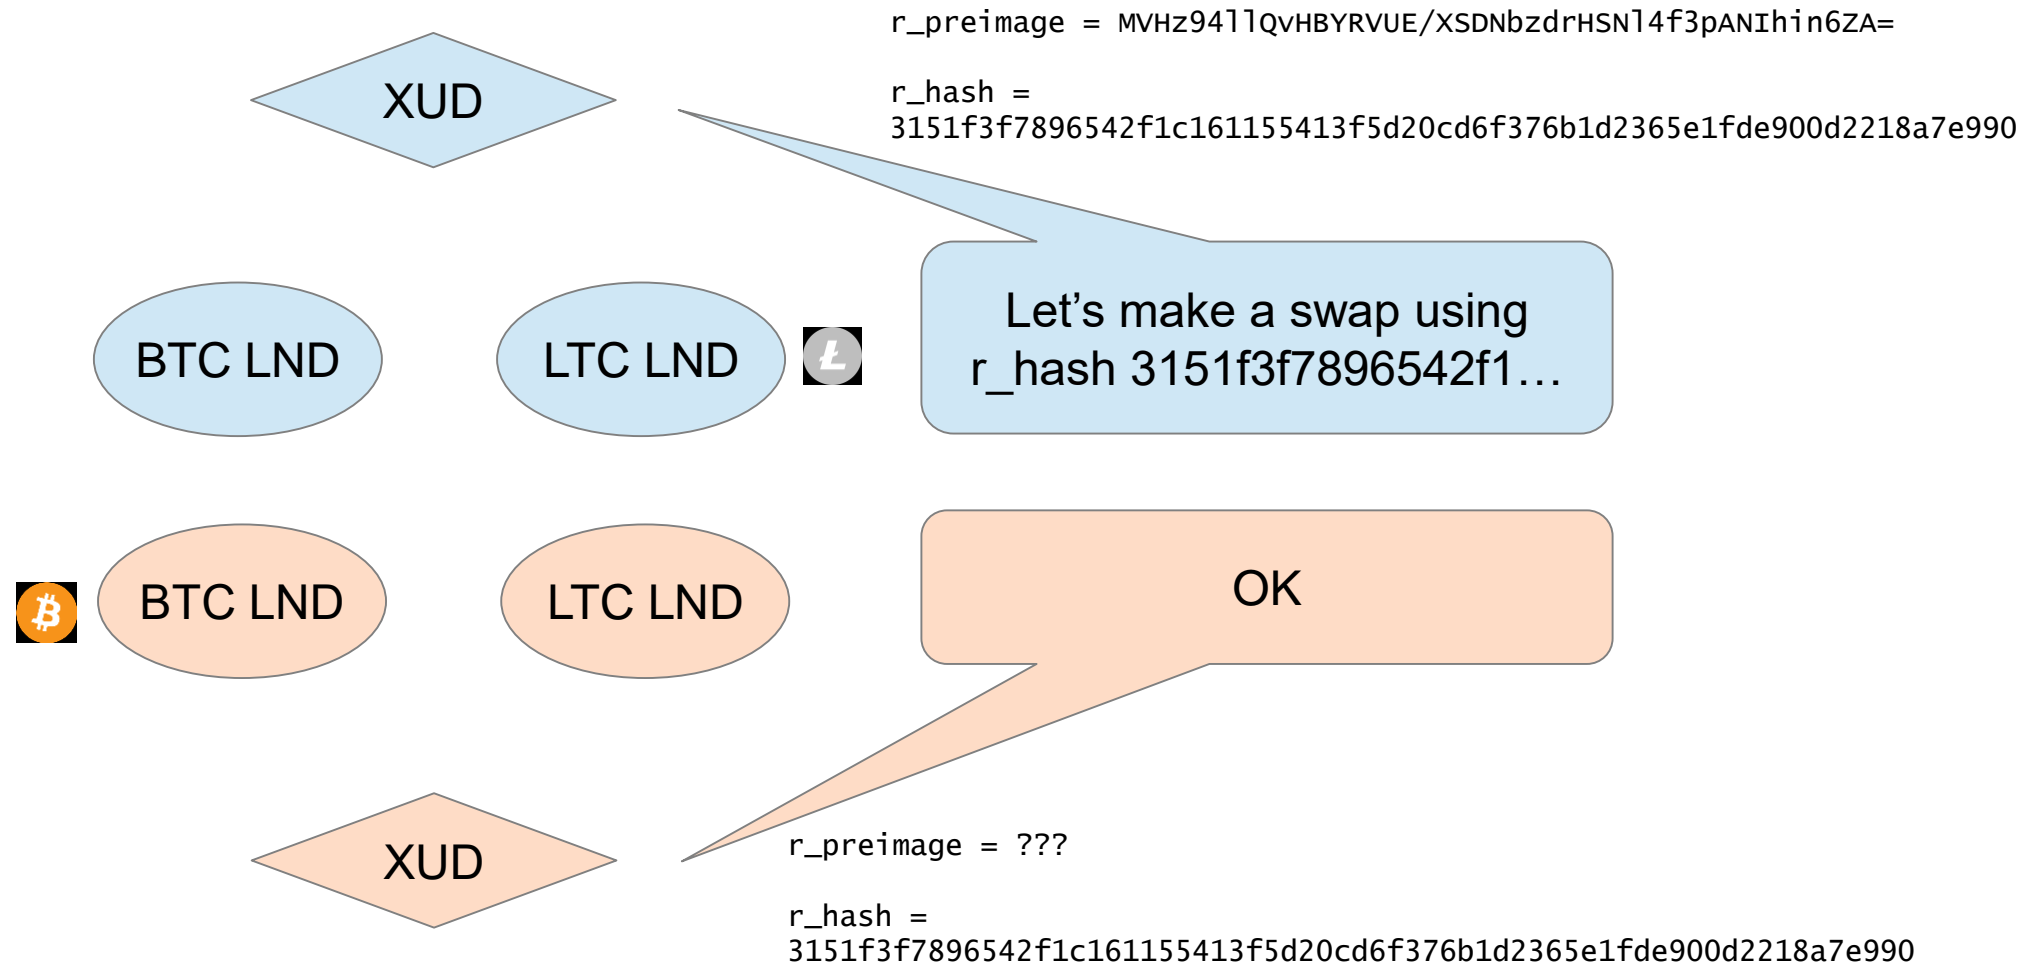 r_preimage = MVHz94llQvHBYRVUE/XSDNbzdrHSNl4f3pANIhin6ZA=
XUD
r_hash =
3151f3f7896542f1c161155413f5d20cd6f376b1d2365e1fde900d2218a7e990
Let’s make a swap using
r_hash 3151f3f7896542f1…
BTC LND
LTC LND
BTC LND
LTC LND
OK
XUD
r_preimage = ???
r_hash =
3151f3f7896542f1c161155413f5d20cd6f376b1d2365e1fde900d2218a7e990